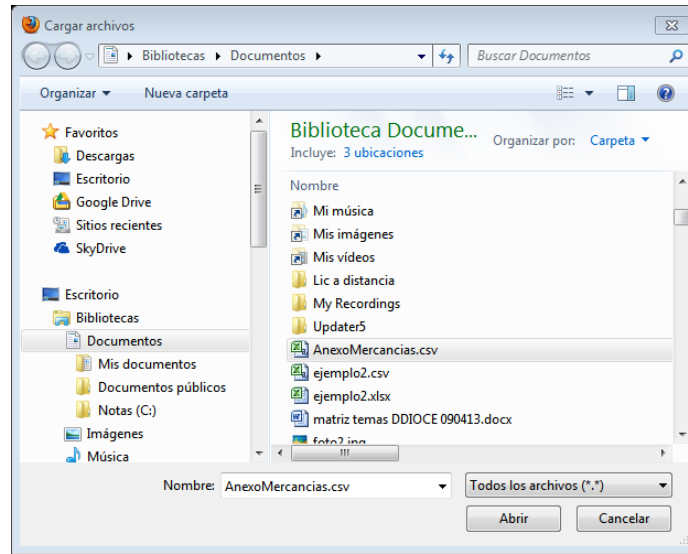 Cargar archivos
Bibliotecas Documentos
Buscar Documentos
Organizar Nueva carpeta
Favoritos
Descargas
Escritorio
Google Drive
Sitios recientes
SkyDrive
Escritorio
Bibliotecas
Documentos
Mis documentos
Documentos públicos
Notas (C:)
Imágenes
Música
Biblioteca Docume...
Incluye: 3 ubicaciones
Organizar por: Carpeta
Nombre
Mi música
Mis imágenes
Mis vídeos
Lic a distancia
My Recordings
Updater5
AnexoMercancias.csv
ejemplo2.csv
ejemplo2.xlsx
matriz temas DDIOCE 090413.docx
foto2.jpg
Nombre: AnexoMercancias.csv
Todos los archivos (*.*)
Abrir Cancelar